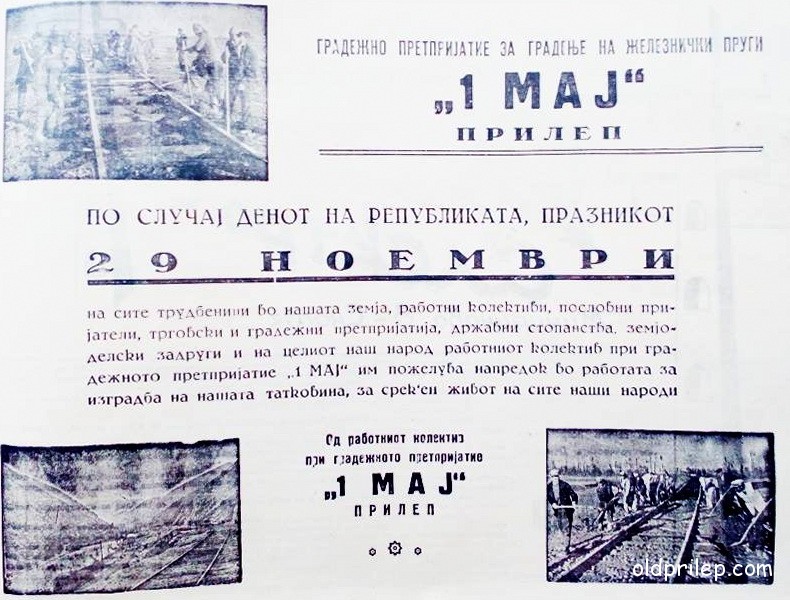 ГРАДЕЖНО ПРЕТПРИЈАТИЕ ЗА ГРАДЕЊЕ НА ЖЕЛЕЗНИЧКИ ПРУГИ
„1 МАЈ“
ПРИЛЕП
ПО СЛУЧАЈ ДЕНОТ НА РЕПУБЛИКАТА, ПРАЗНИКОТ
29 НОЕМВРИ
на сите трудбеници во нашата земја, работни колективи, пословни при-
јатели, трговски и градежни претпријатија, државни стопанства, земјо-
делски задруги и на целиот наш народ работниот колектив при гра-
дежното претпријатие „1 МАЈ“ им пожелува напредок во работата за
изградба на нашата татковина, за среќен живот на сите наши народи
Од работниот колектив
при градежното претпријатие
„1 МАЈ“
ПРИЛЕП
oldprilep.com